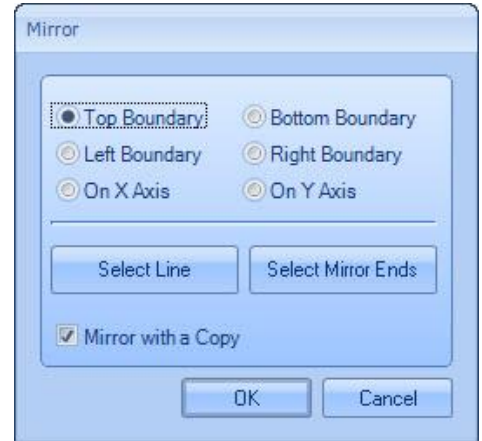 Mirror
Top Boundary Bottom Boundary
Left Boundary Right Boundary
On X Axis On Y Axis
Select Line Select Mirror Ends
Mirror with a Copy
OK Cancel